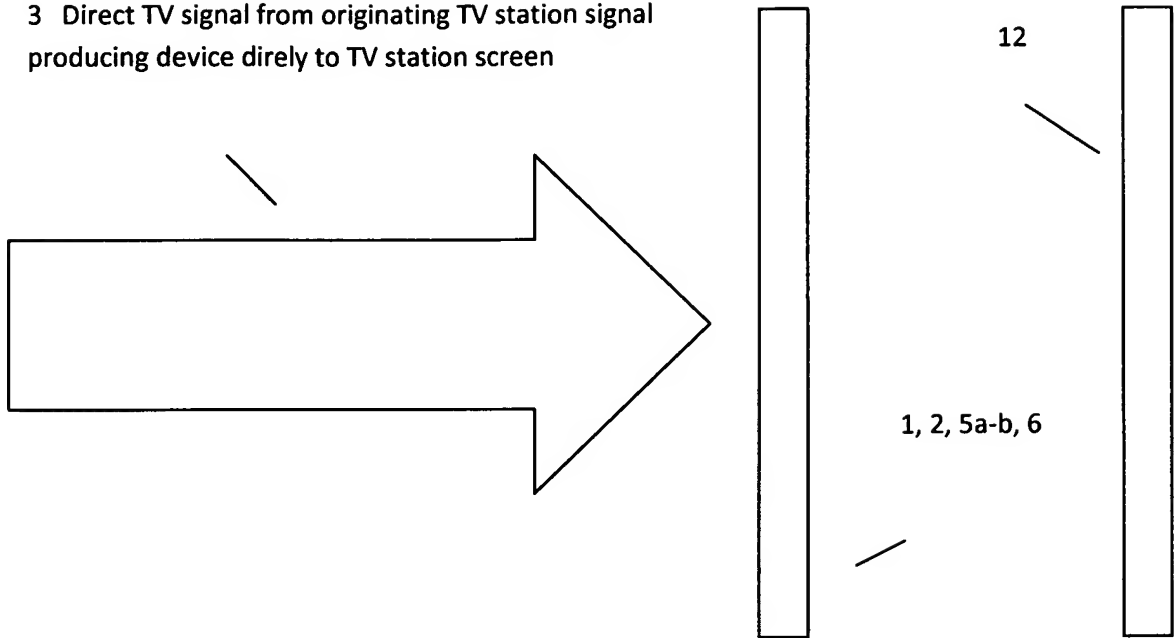 3 Direct TV signal from originating TV station signal
producing device direly to TV station screen
12
1, 2, 5a-b, 6